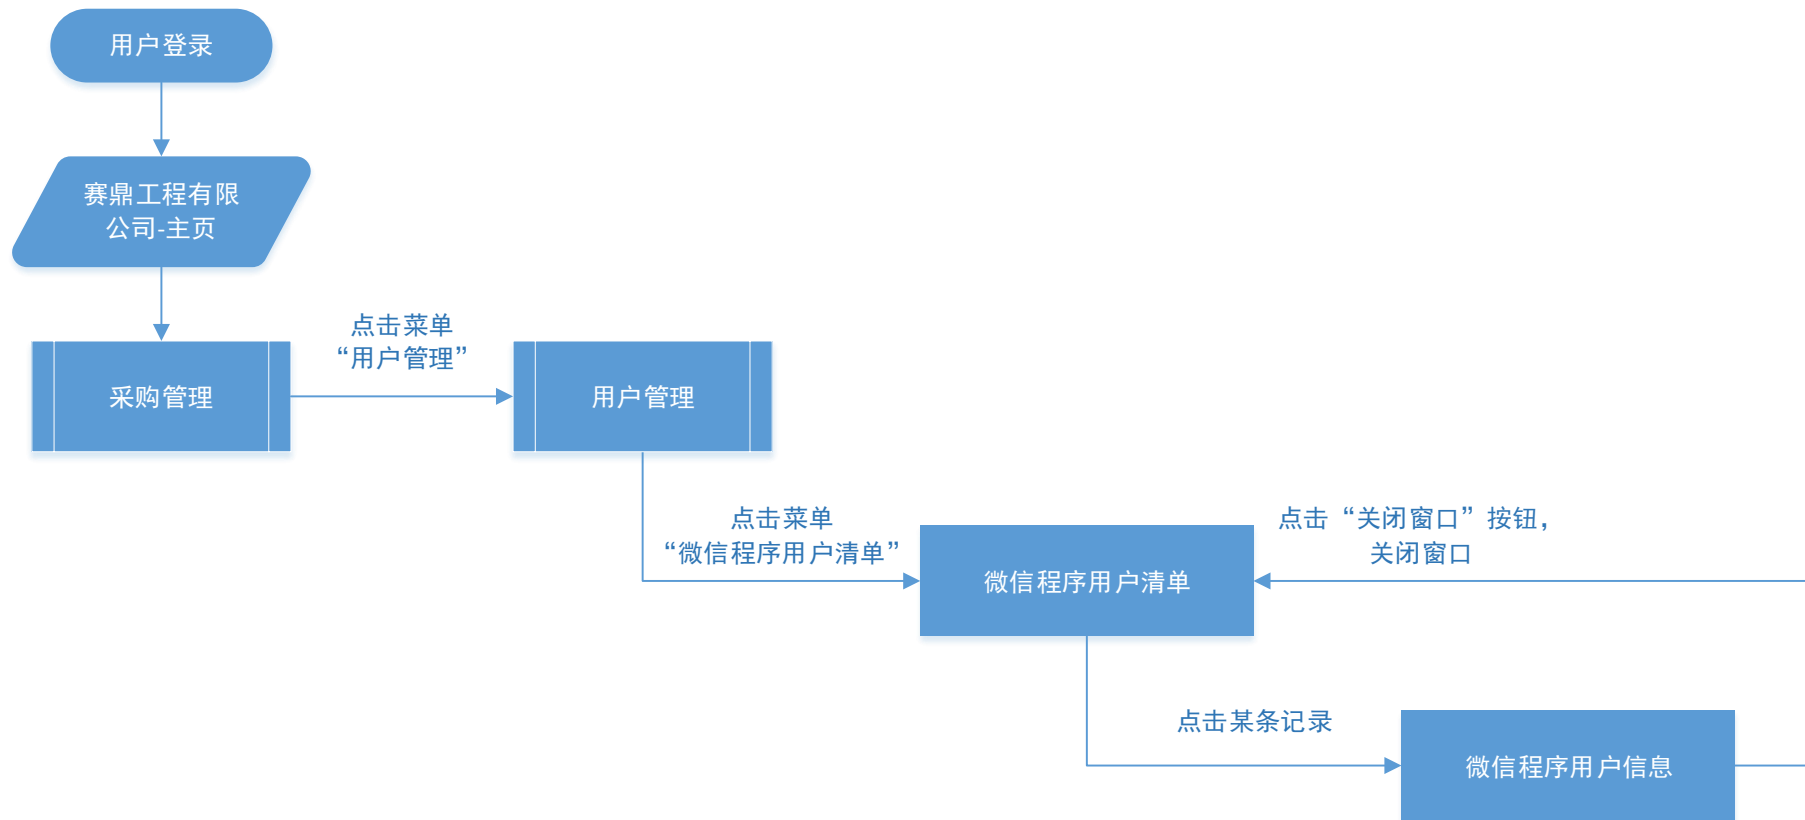 用户登录
赛鼎工程有限
公司-主页
点击菜单
“用户管理”
采购管理
用户管理
点击菜单
“微信程序用户清单”
点击“关闭窗口”按钮，
关闭窗口
微信程序用户清单
点击某条记录
微信程序用户信息